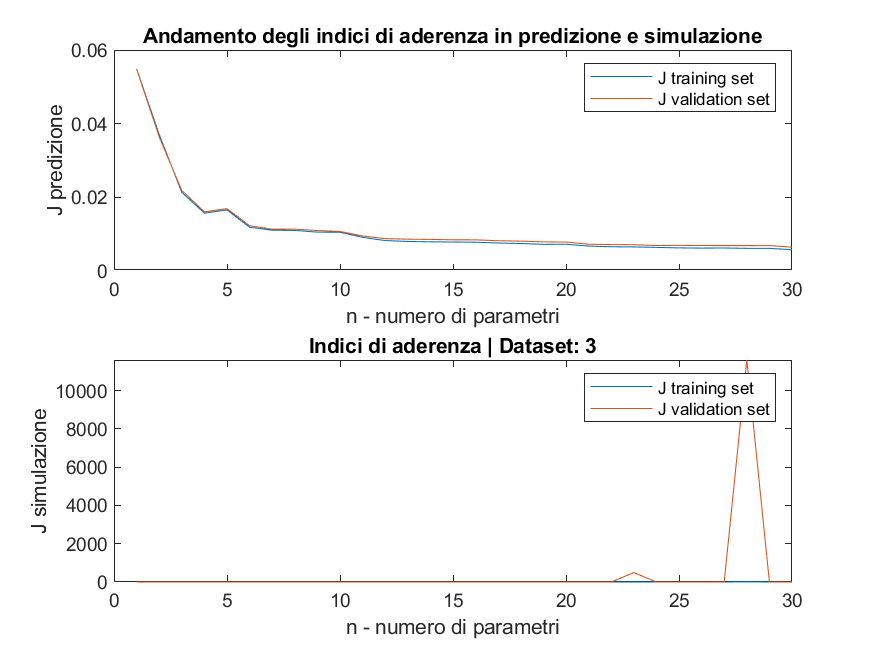 Andamento degli indici di aderenza in predizione e simulazione
0.06
0.04
0.02
0
J predizione
J training set
J validation set
0 5 10 15 20 25 30
n - numero di parametri
Indici di aderenza | Dataset: 3
10000
8000
6000
4000
2000
0
J simulazione
J training set
J validation set
0 5 10 15 20 25 30
n - numero di parametri